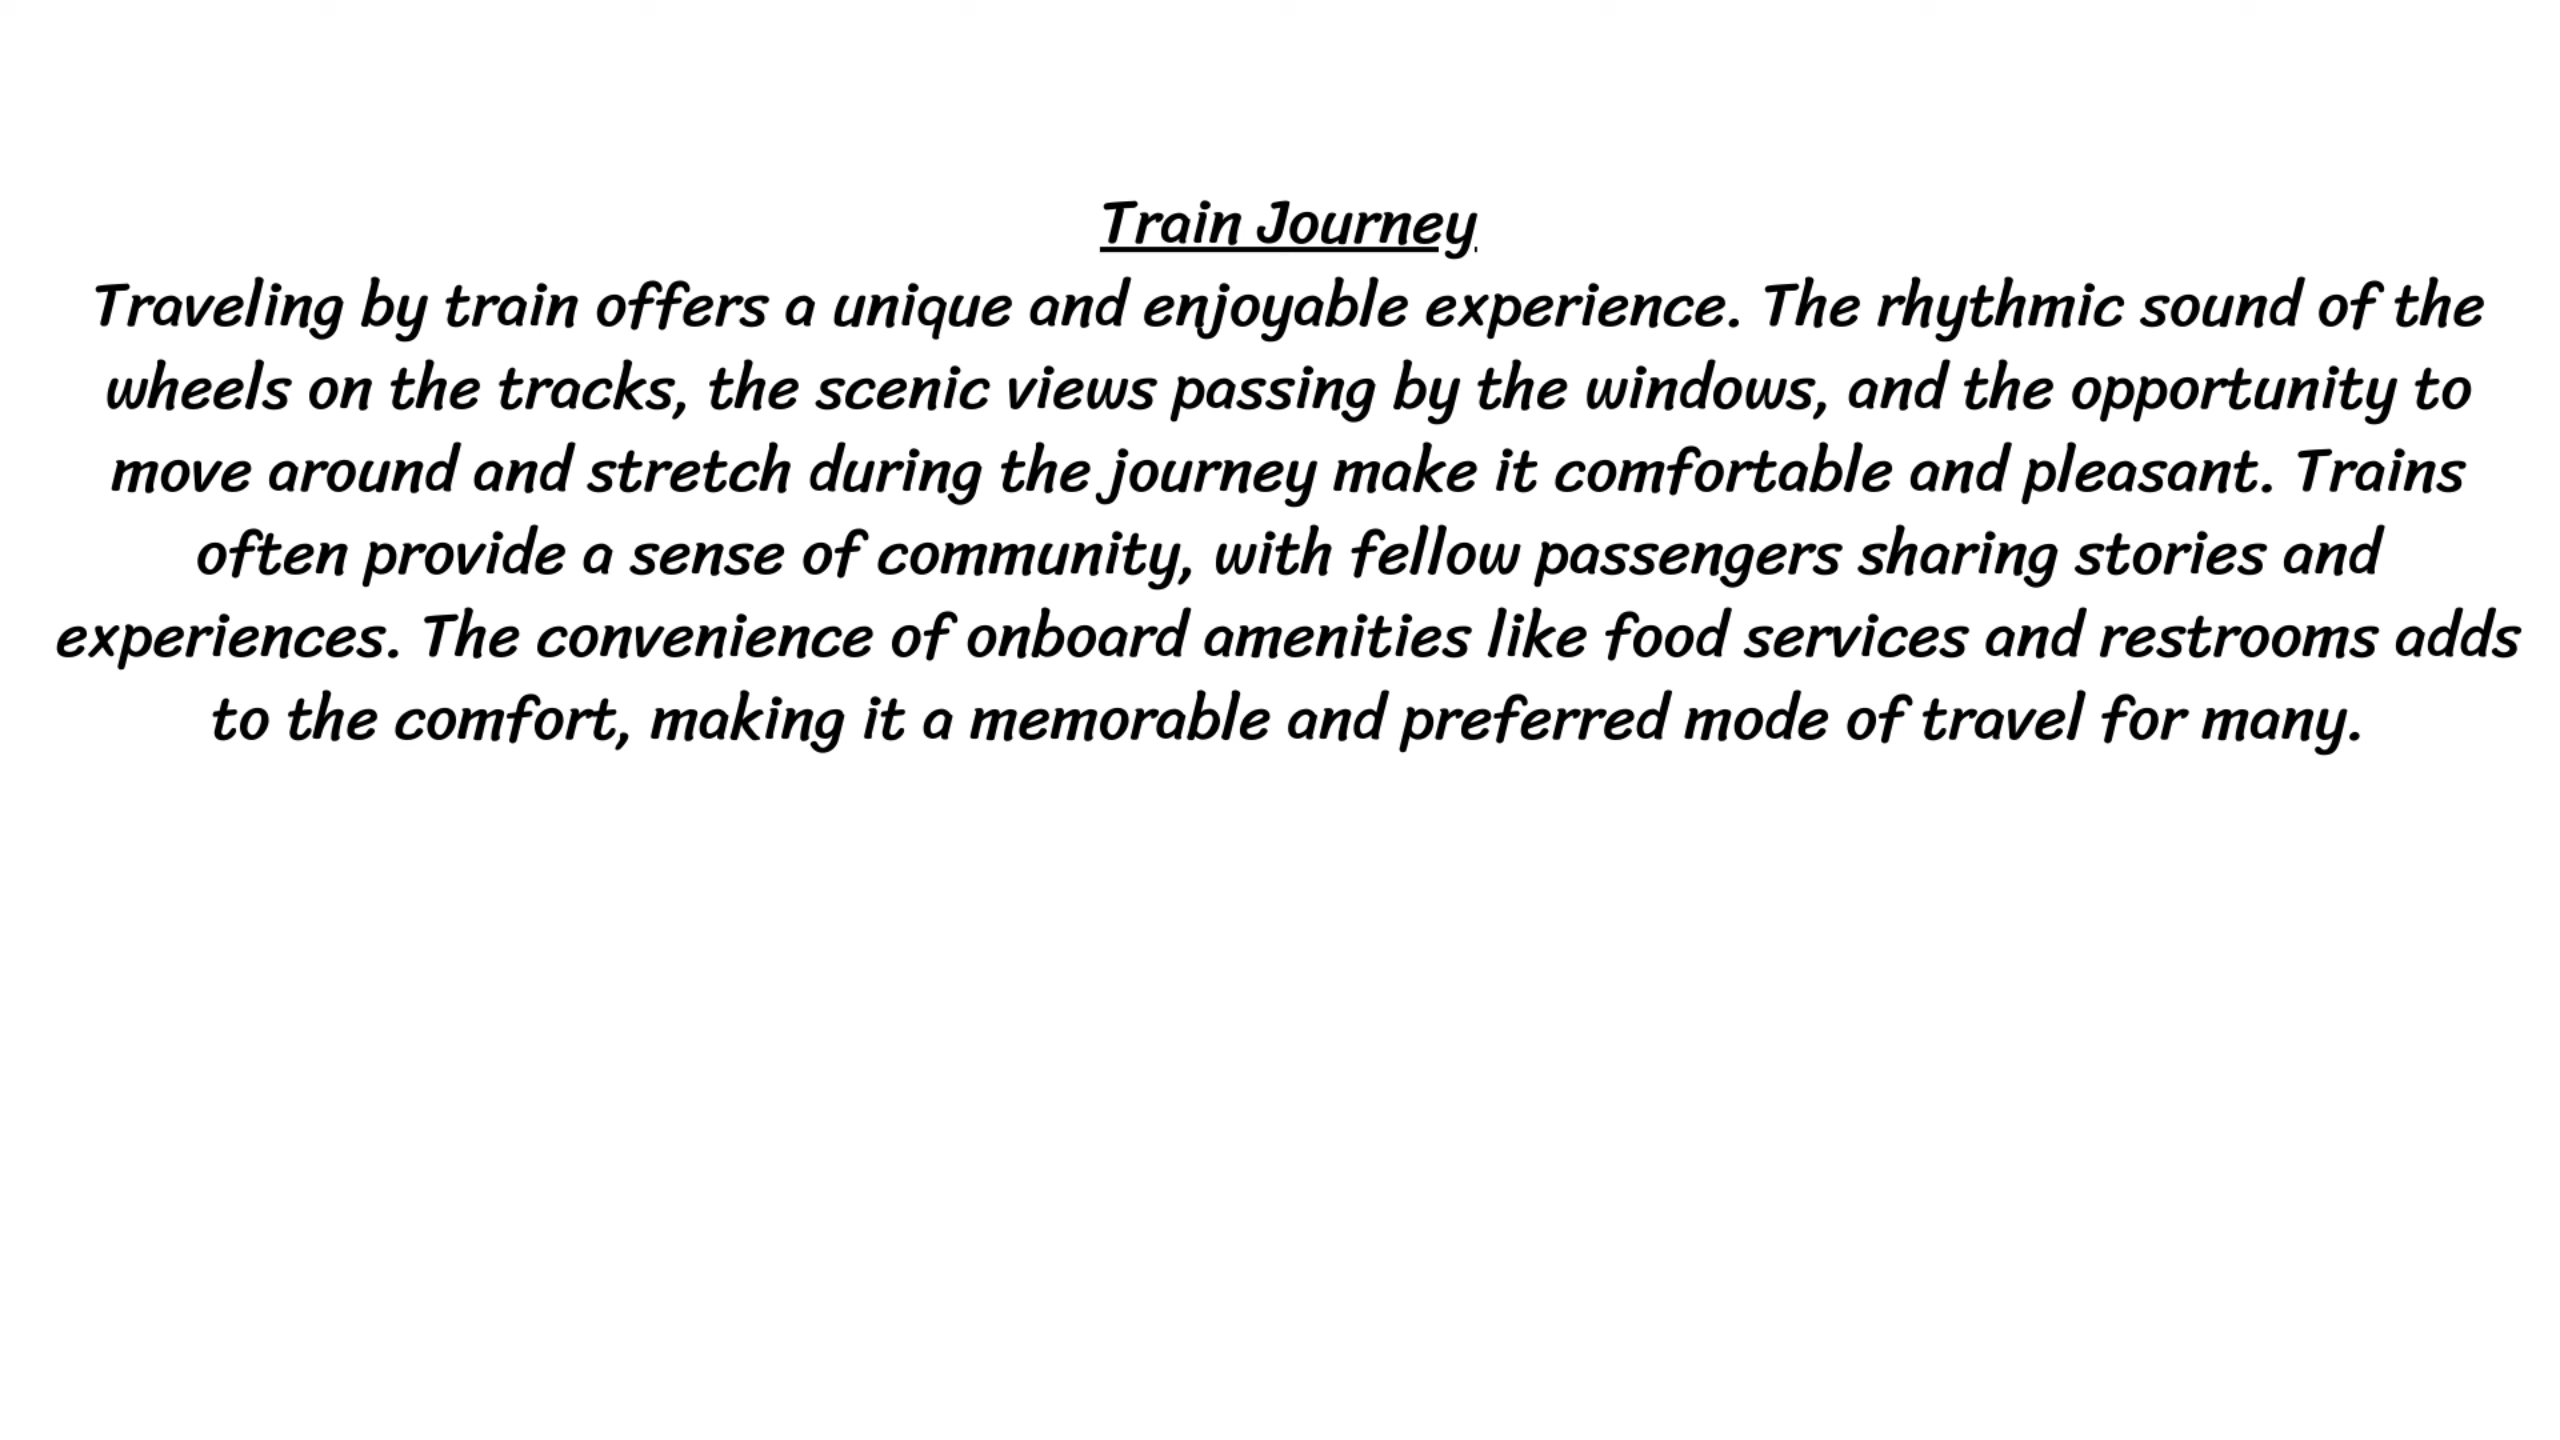 Train Journey
Traveling by train offers a unique and enjoyable experience. The rhythmic sound of the
wheels on the tracks, the scenic views passing by the windows, and the opportunity to
move around and stretch during the journey make it comfortable and pleasant. Trains
often provide a sense of community, with fellow passengers sharing stories and
experiences. The convenience of onboard amenities like food services and restrooms adds
to the comfort, making it a memorable and preferred mode of travel for many.